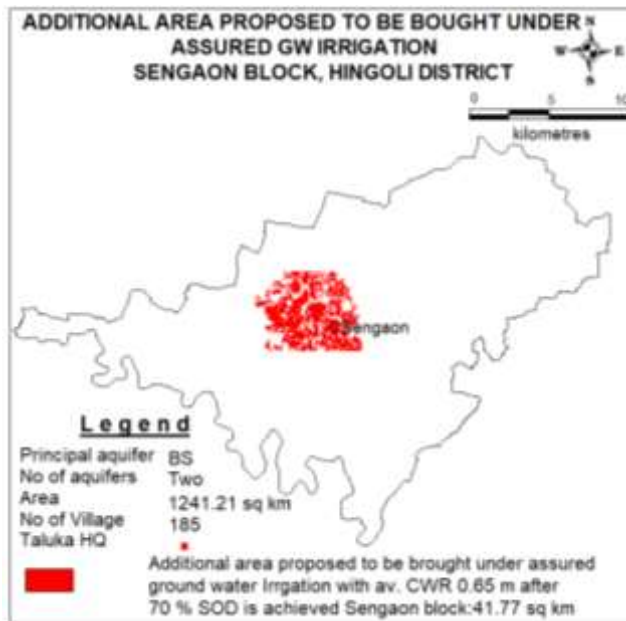 ADDITIONAL AREA PROPOSED TO BE BOUGHT UNDER
ASSURED GW IRRIGATION
SENGAON BLOCK, HINGOLI DISTRICT
N
W E
S
0 5 10
kilometres
Sengaon
Legend
Principal aquifer BS
No of aquifers Two
Area 1241.21 sq km
No of Village 185
Taluka HQ
Additional area proposed to be brought under assured
ground water Irrgation with av. CWR 0.65 m after
70 % SOD is achieved Sengaon block:41.77 sq km